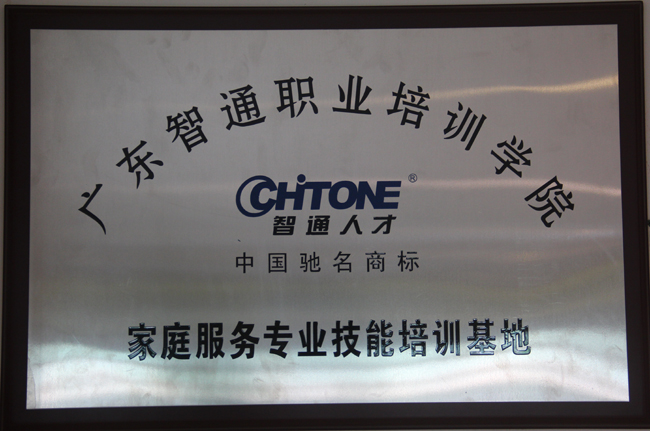 广东智通职业培训学院
CHITONE®
智通人才
中国驰名商标
家庭服务专业技能培训基地